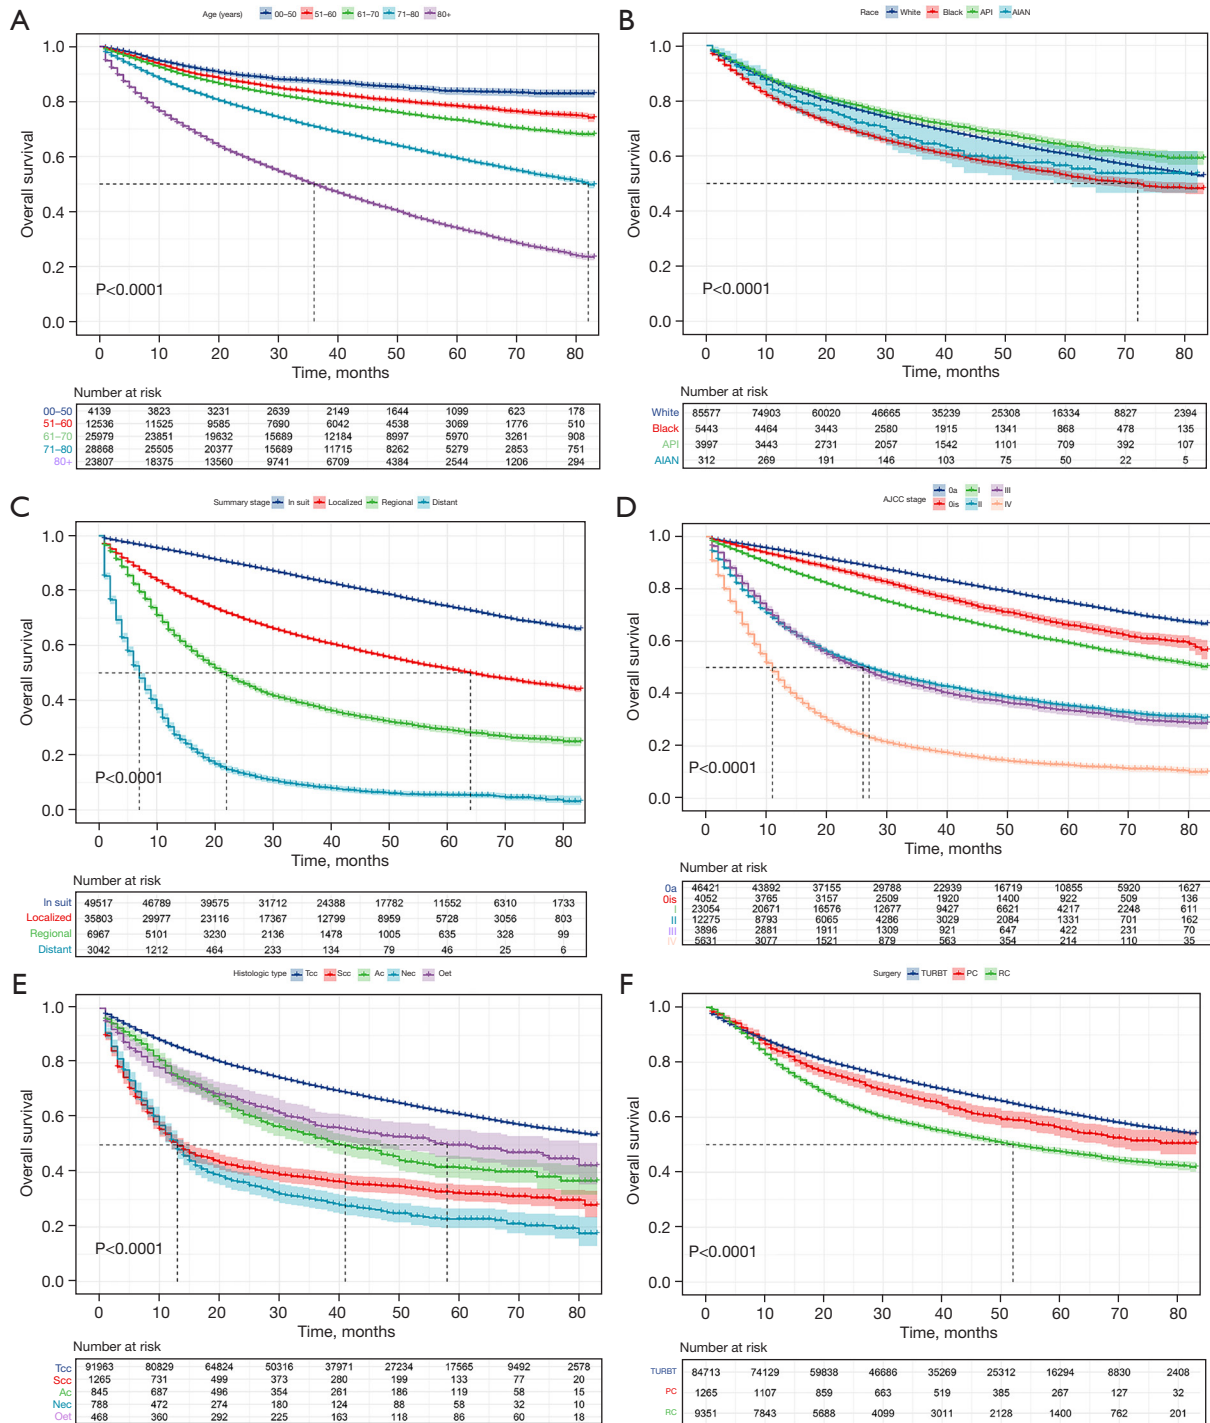 A
Age (years) 00–50 51–60 61–70 71–80 80+
1.0
0.8
0.6
0.4
0.2
0.0
Overall survival
P<0.0001
0 10 20 30 40 50 60 70 80
Time, months
Number at risk
00–50 4139 3823 3231 2639 2149 1644 1099 623 178
51–60 12536 11525 9585 7690 6042 4538 3069 1776 510
61–70 25979 23851 19632 15689 12184 8997 5970 3261 908
71–80 28868 25505 20377 15689 11715 8262 5279 2853 751
80+ 23807 18375 13560 9741 6709 4384 2544 1206 294
B
Race White Black API AIAN
1.0
0.8
0.6
0.4
0.2
0.0
Overall survival
P<0.0001
0 10 20 30 40 50 60 70 80
Time, months
Number at risk
White 85577 74903 60020 46665 35239 25308 16334 8827 2394
Black 5443 4464 3443 2580 1915 1341 868 478 135
API 3997 3443 2731 2057 1542 1101 709 392 107
AIAN 312 269 191 146 103 75 50 22 5
C
Summary stage In suit Localized Regional Distant
1.0
0.8
0.6
0.4
0.2
0.0
Overall survival
P<0.0001
0 10 20 30 40 50 60 70 80
Time, months
Number at risk
In suit 49517 46789 39575 31712 24388 17782 11552 6310 1733
Localized 35803 29977 23116 17367 12799 8959 5728 3056 803
Regional 6967 5101 3230 2136 1478 1005 635 328 99
Distant 3042 1212 464 233 134 79 46 25 6
D
AJCC stage 0a I III
0is II IV
1.0
0.8
0.6
0.4
0.2
0.0
Overall survival
P<0.0001
0 10 20 30 40 50 60 70 80
Time, months
Number at risk
0a 46421 43892 37155 29788 22939 16719 10855 5920 1627
0is 4052 3765 3157 2509 1920 1400 922 509 136
I 23054 20671 16576 12677 9427 6621 4217 2248 611
II 12275 8793 6065 4286 3029 2084 1331 701 162
III 3896 2881 1911 1309 921 647 422 231 70
IV 5631 3077 1521 879 563 354 214 110 35
E
Histologic type Tcc Scc Ac Nec Oet
1.0
0.8
0.6
0.4
0.2
0.0
Overall survival
P<0.0001
0 10 20 30 40 50 60 70 80
Time, months
Number at risk
Tcc 91963 80829 64824 50316 37971 27234 17565 9492 2578
Scc 1265 731 499 373 280 199 133 77 20
Ac 845 687 496 354 261 186 119 58 15
Nec 788 472 274 180 124 88 58 32 10
Oet 468 360 292 225 163 118 86 60 18
F
Surgery TURBT PC RC
1.0
0.8
0.6
0.4
0.2
0.0
Overall survival
P<0.0001
0 10 20 30 40 50 60 70 80
Time, months
Number at risk
TURBT 84713 74129 59838 46686 35269 25312 16294 8830 2408
PC 1265 1107 859 663 519 385 267 127 32
RC 9351 7843 5688 4099 3011 2128 1400 762 201